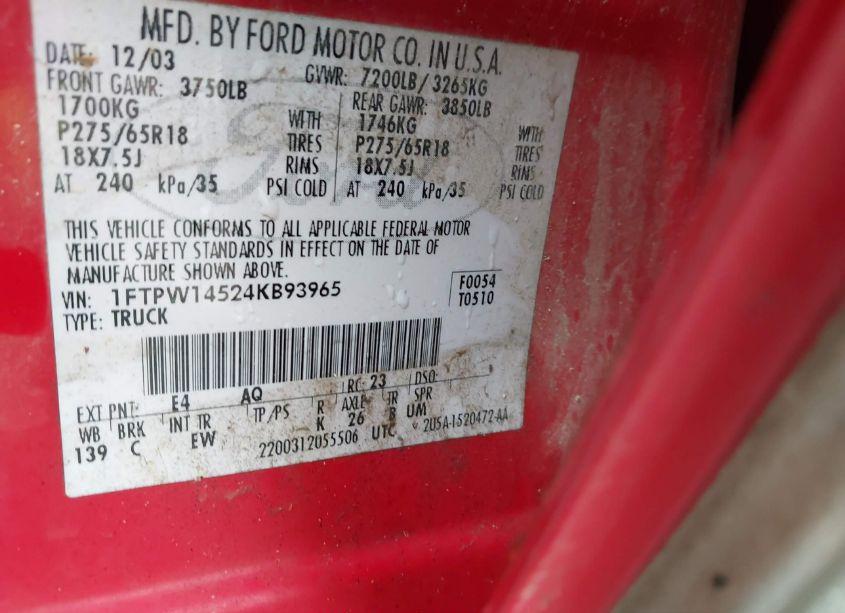 MFD. BY FORD MOTOR CO. IN U.S.A.
DATE: 12/03 GVWR: 7200LB/ 3265KG
FRONT GAWR: 3750LB REAR GAWR: 3850LB
1700KG WITH 1746KG WITH
P275/65R18 TIRES P275/65R18 TIRES
18X7.5J RIMS 18X7.5J RIMS
AT 240 kPa/35 PSI COLD AT 240 kPa/35 PSI COLD
THIS VEHICLE CONFORMS TO ALL APPLICABLE FEDERAL MOTOR
VEHICLE SAFETY STANDARDS IN EFFECT ON THE DATE OF
MANUFACTURE SHOWN ABOVE.
VIN: 1FTPW14524KB93965 F0054
TYPE: TRUCK T0510
EXT PNT: E4 AQ RC: 23 DSO:
WB BRK INT TR TP/PS R AXLE TR SPR
139 C EW K 26 B UM
2200312055506 UTC 2U5A-1520472-AA
Ford